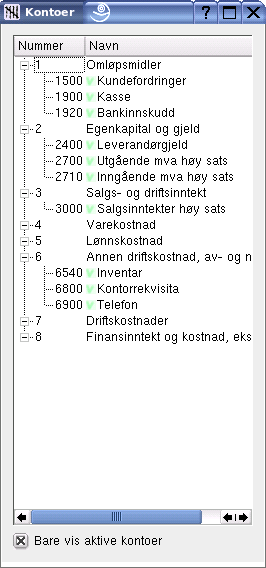 Kontoer
Nummer Navn
1 Omløpsmidler
1500 Kundefordringer
1900 Kasse
1920 Bankinnskudd
2 Egenkapital og gjeld
2400 Leverandørgjeld
2700 Utgående mva høy sats
2710 Inngående mva høy sats
3 Salgs- og driftsinntekt
3000 Salgsinntekter høy sats
4 Varekostnad
5 Lønnskostnad
6 Annen driftskostnad, av- og n
6540 Inventar
6800 Kontorrekvisita
6900 Telefon
7 Driftskostnader
8 Finansinntekt og kostnad, eks
Bare vis aktive kontoer